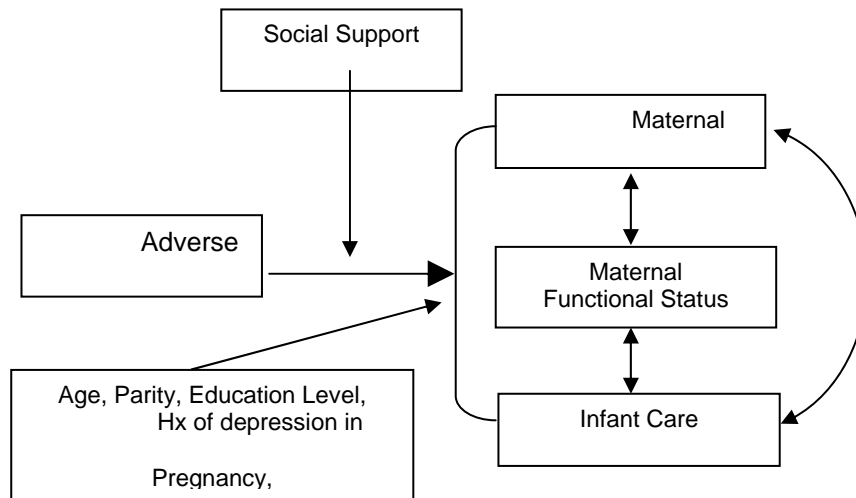 Social Support
Maternal
Adverse
Maternal
Functional Status
Age, Parity, Education Level,
Hx of depression in
Pregnancy,
Infant Care